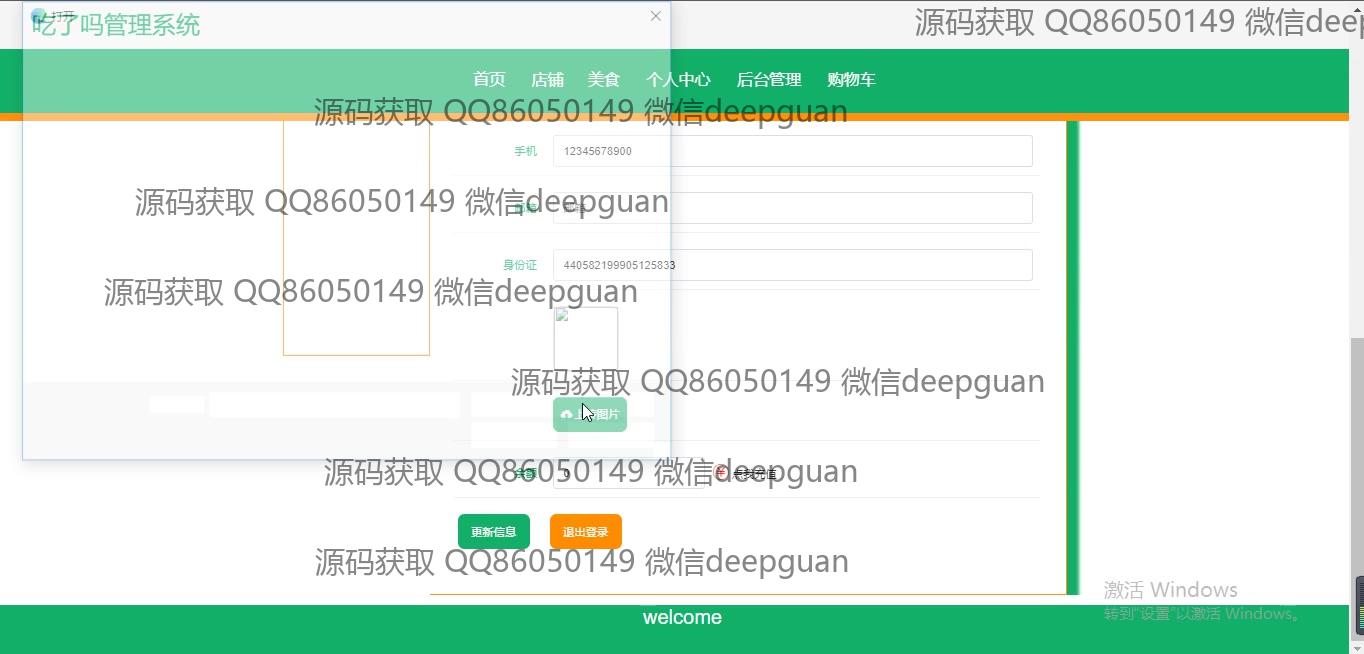 打开
吃了吗管理系统
源码获取 QQ86050149 微信dee
首页 店铺 美食 个人中心 后台管理 购物车
源码获取 QQ86050149 微信deepguan
手机 12345678900
源码获取 QQ86050149 微信deepguan
邮箱
身份证 440582199905125833
源码获取 QQ86050149 微信deepguan
源码获取 QQ86050149 微信deepguan
上传图片
源码获取 QQ86050149 微信deepguan
余额 0 点我充值
更新信息 退出登录
源码获取 QQ86050149 微信deepguan
激活 Windows
转到"设置"以激活 Windows。
welcome